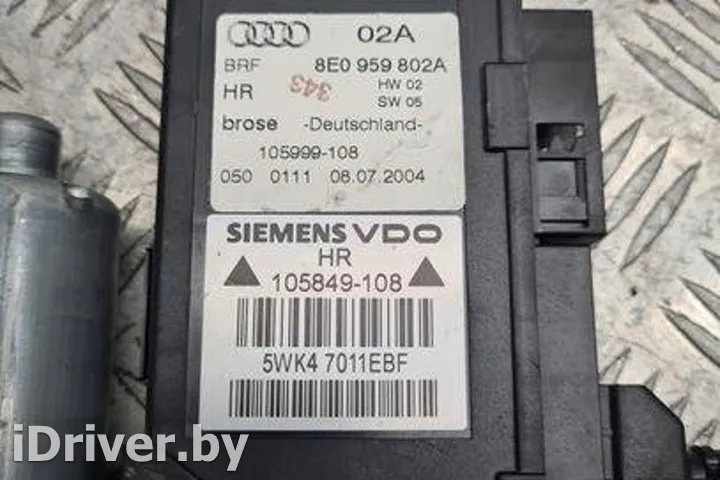 02A
BRF 8E0 959 802A
HR 343 HW 02
SW 05
brose -Deutschland-
105999-108
050 0111 08.07.2004
SIEMENS VDO
HR
105849-108
5WK4 7011EBF
iDriver.by